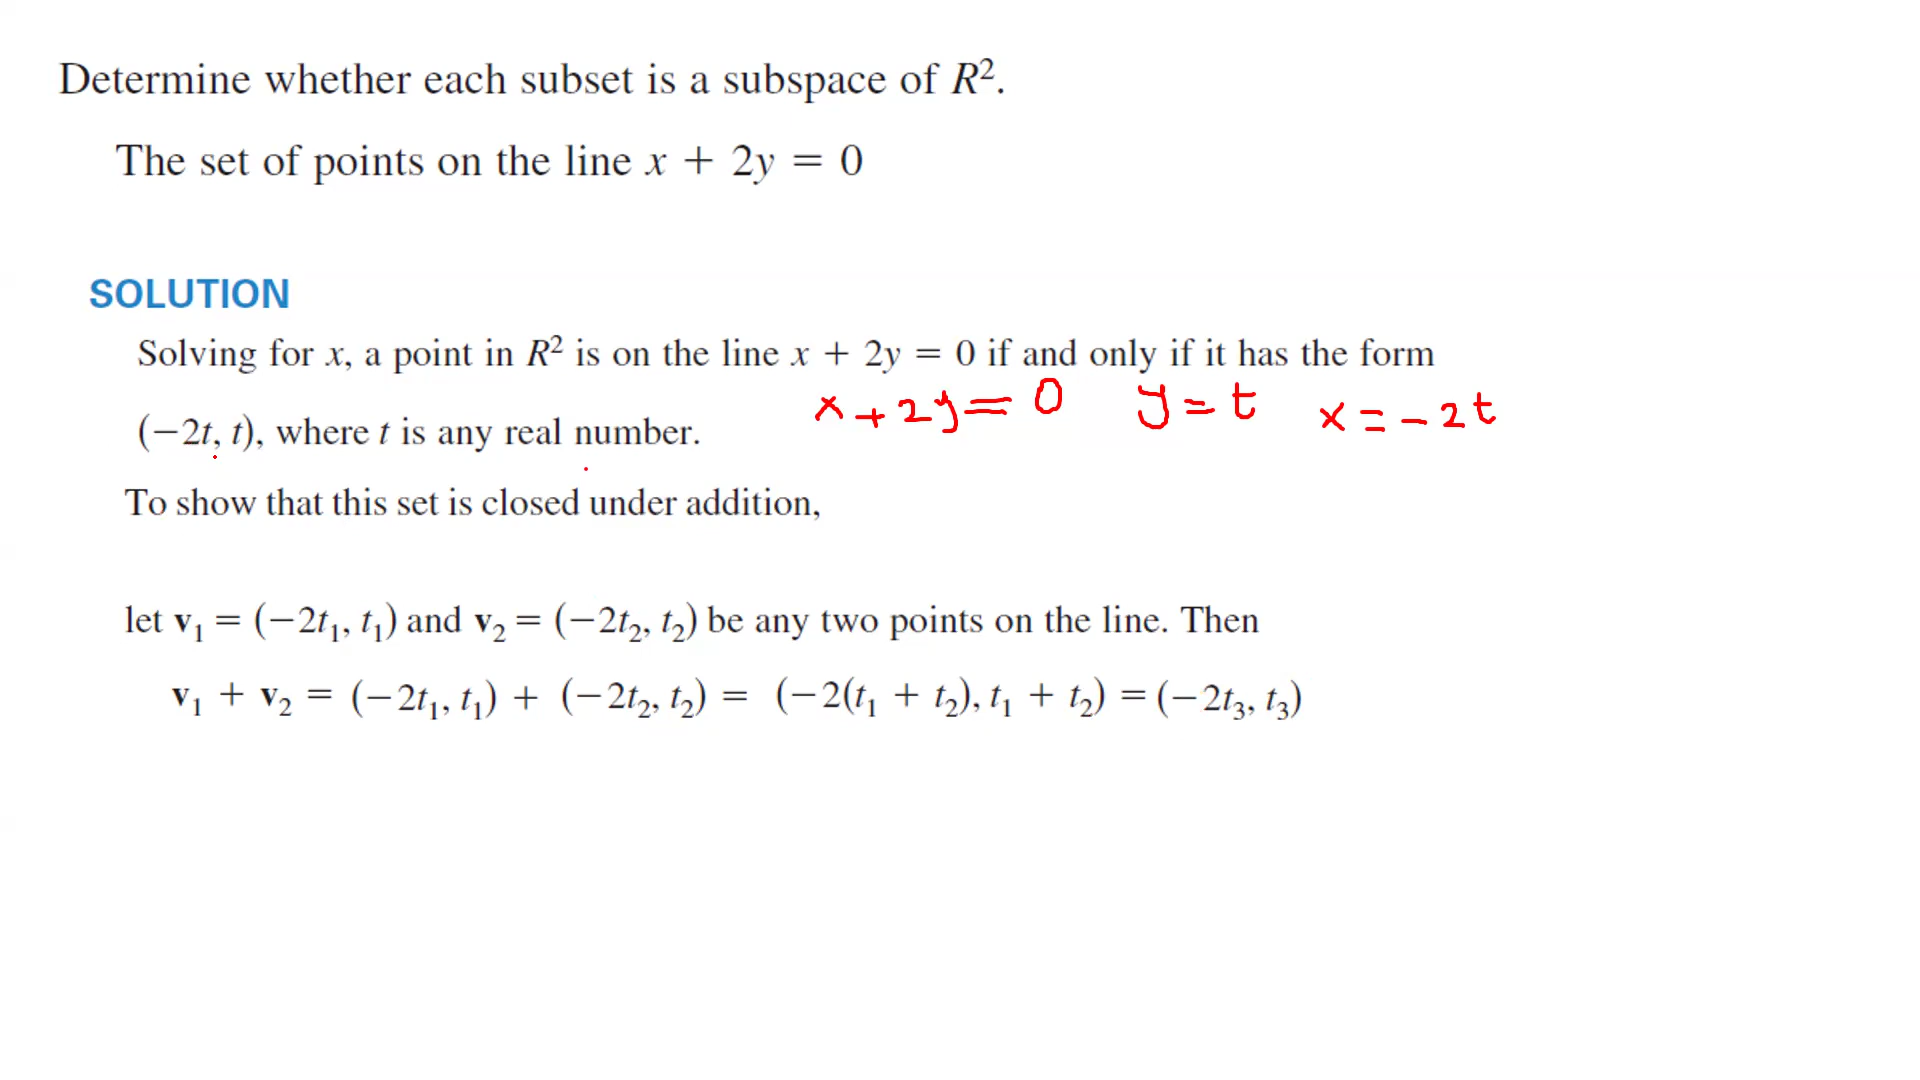 Determine whether each subset is a subspace of R².
The set of points on the line x + 2y = 0
SOLUTION
Solving for x, a point in R² is on the line x + 2y = 0 if and only if it has the form
x + 2y = 0 y = t x = -2t
(−2t, t), where t is any real number.
To show that this set is closed under addition,
let v₁ = (−2t₁, t₁) and v₂ = (−2t₂, t₂) be any two points on the line. Then
v₁ + v₂ = (−2t₁, t₁) + (−2t₂, t₂) = (−2(t₁ + t₂), t₁ + t₂) = (−2t₃, t₃)